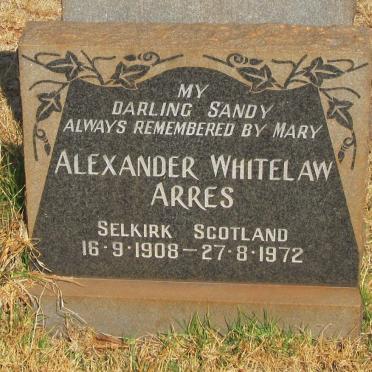 MY
DARLING SANDY
ALWAYS REMEMBERED BY MARY
ALEXANDER WHITELAW
ARRES
SELKIRK SCOTLAND
16·9·1908—27·8·1972